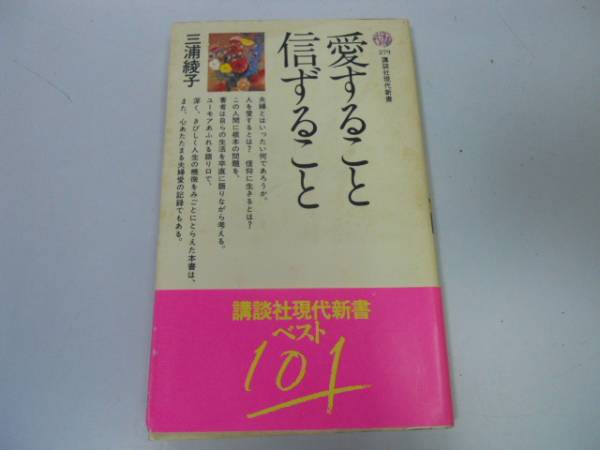 279
講談社現代新書
愛すること
信ずること
三浦綾子
夫婦とはいったい何であろうか。
人を愛するとは? 信仰に生きるとは?
この人間に根本の問題を、
著者は自らの生活を卒直に語りながら考える。
ユーモアあふれる語り口で、
深く、きびしく人生の機微をみごとにとらえた本書は、
また、心あたたまる夫婦愛の記録でもある。
講談社現代新書
ベスト
101